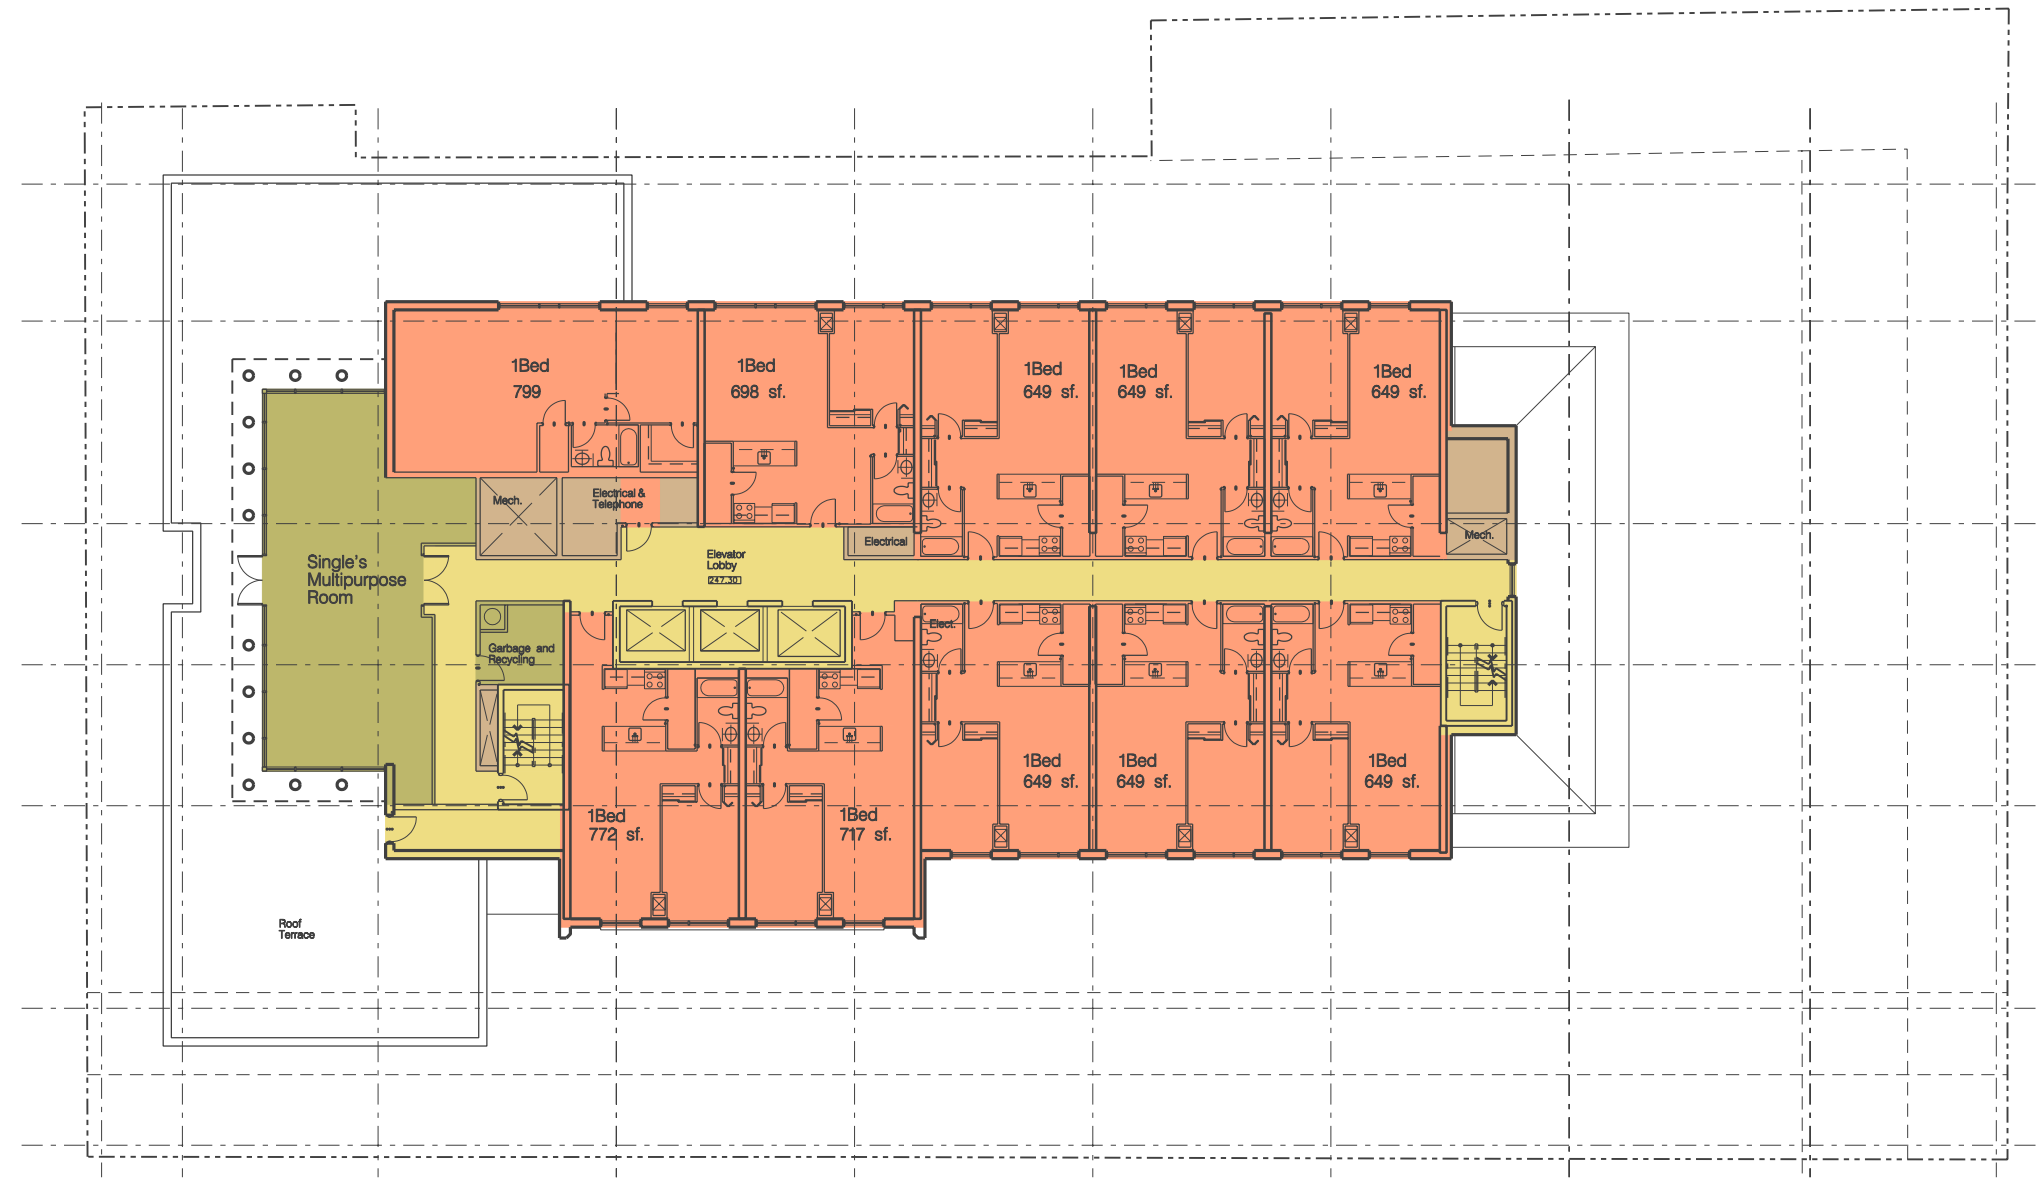 1Bed
799
1Bed
698 sf.
1Bed
649 sf.
1Bed
649 sf.
1Bed
649 sf.
Mech.
Electrical &
Telephone
Electrical
Mech.
Elevator
Lobby
247.30
Single's
Multipurpose
Room
Garbage and
Recycling
Elect.
1Bed
772 sf.
1Bed
717 sf.
1Bed
649 sf.
1Bed
649 sf.
1Bed
649 sf.
Roof
Terrace